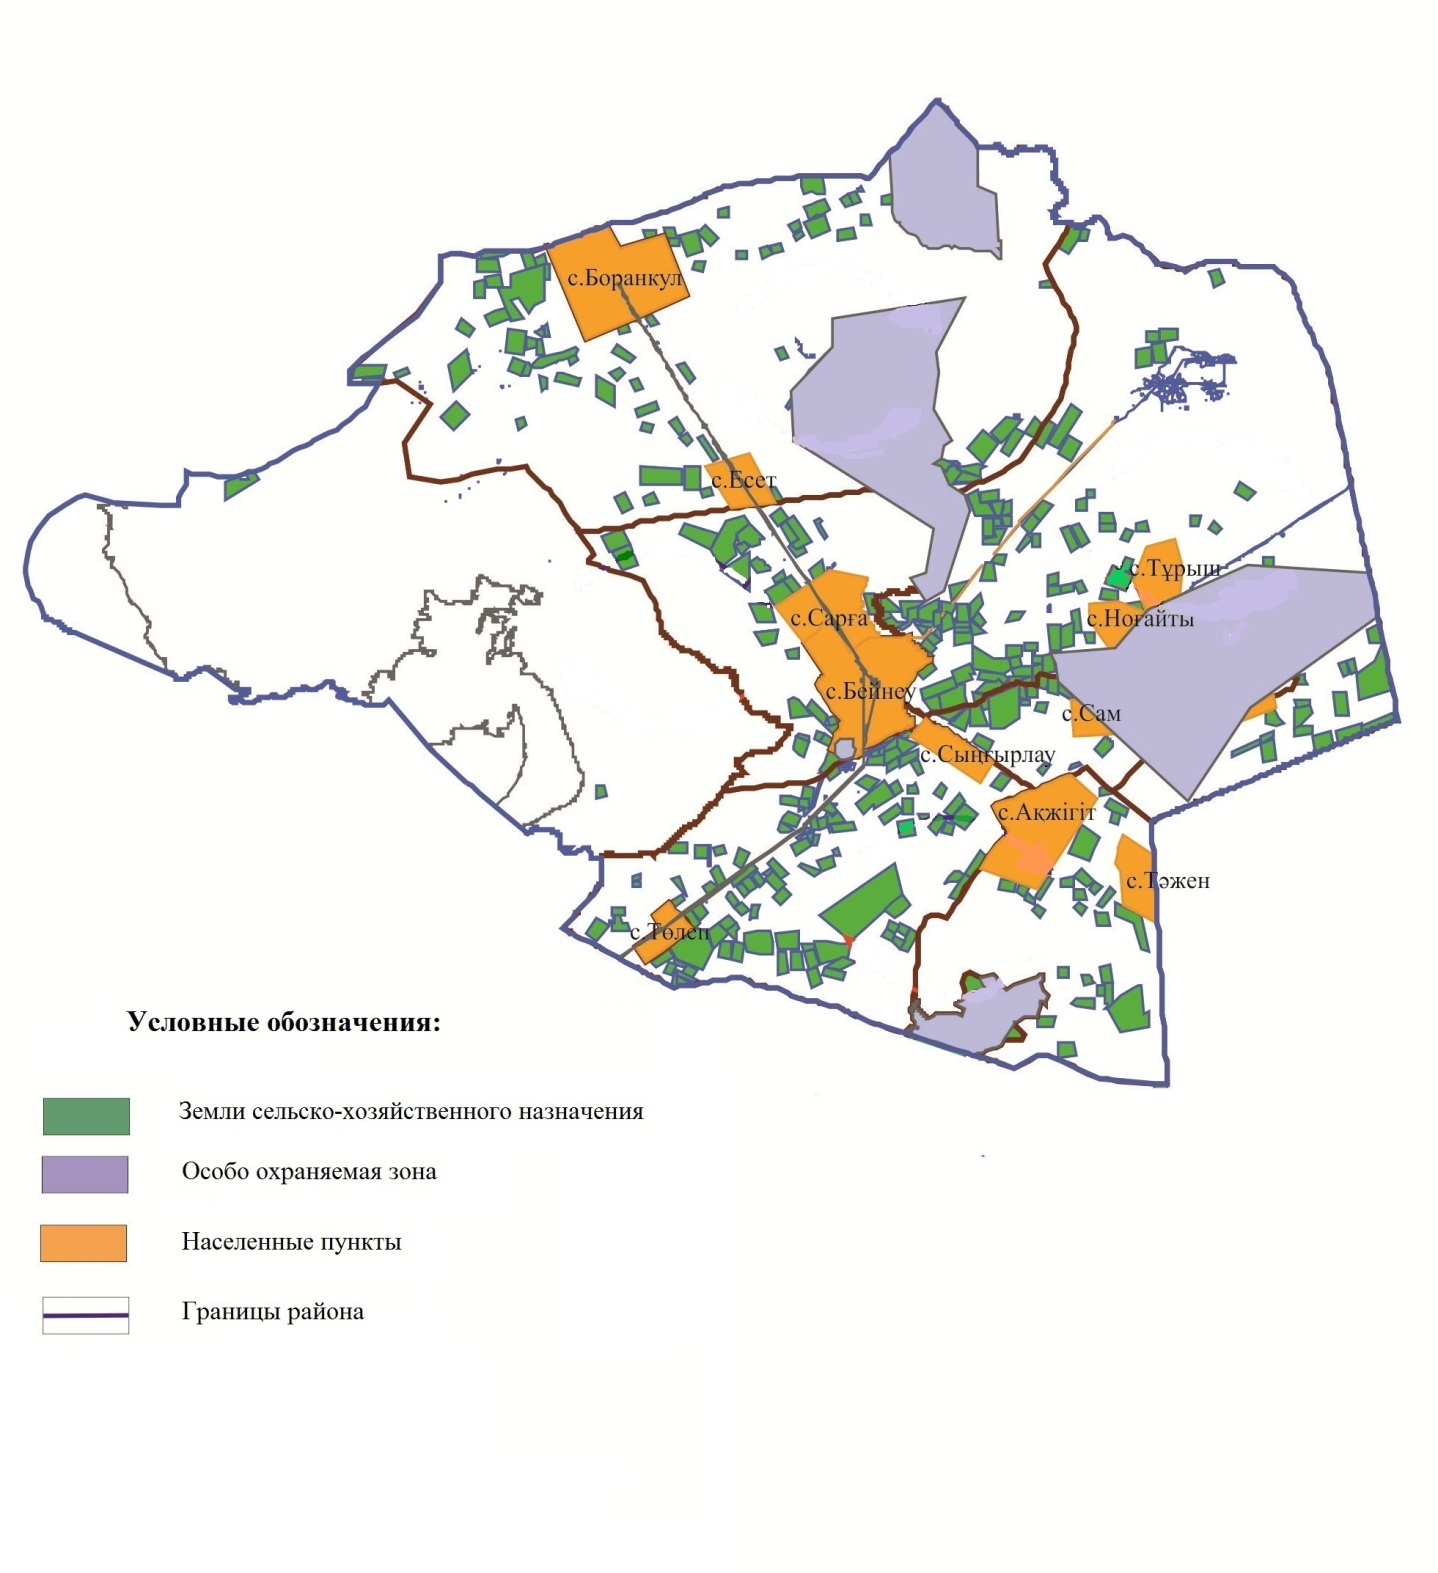 с.Боранкул
с.Есет
с.Тұрыш
с.Сарға
с.Ноғайты
с.Бейнеу
с.Сам
с.Сыңғырлау
с.Ақжігіт
с.Тәжен
с.Төлеп
Условные обозначения:
Земли сельско-хозяйственного назначения
Особо охраняемая зона
Населенные пункты
Границы района